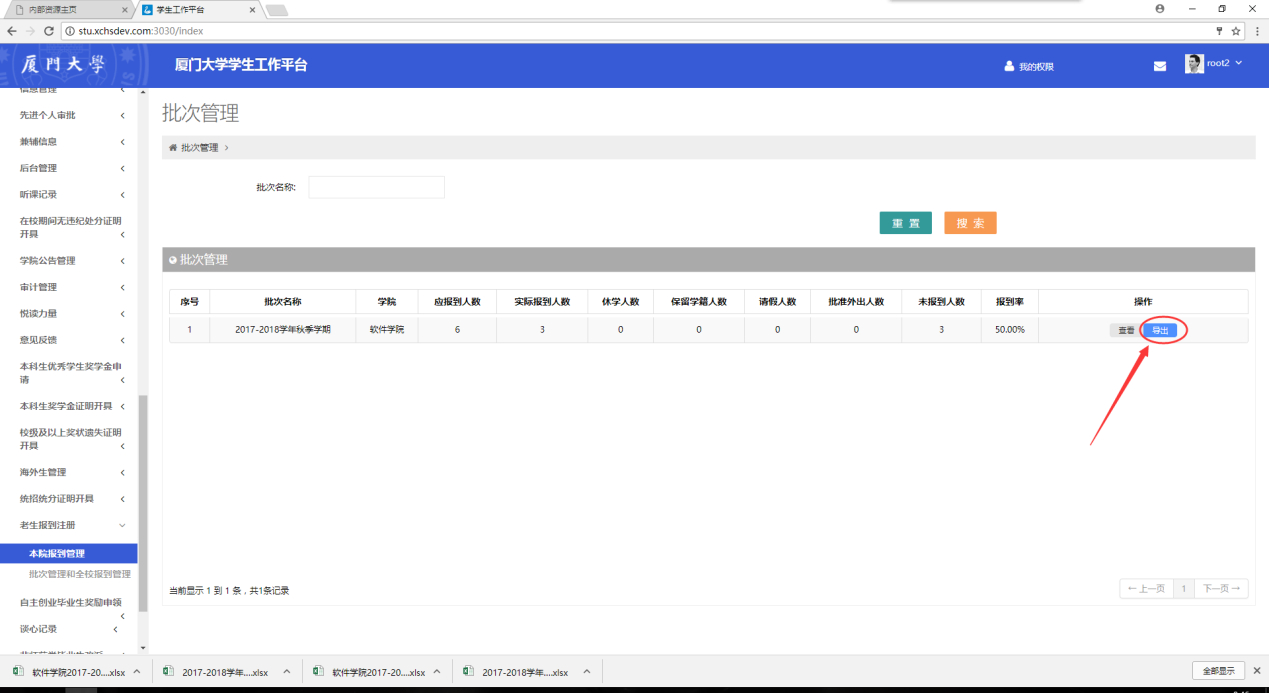 内部资源主页
学生工作平台
stu.xchsdev.com:3030/index
厦门大学
厦门大学学生工作平台
我的权限
root2
信息管理
先进个人审批
兼辅信息
后台管理
听课记录
在校期间无违纪处分证明
开具
学院公告管理
审计管理
悦读力量
意见反馈
本科生优秀学生奖学金申
请
本科生奖学金证明开具
校级及以上奖状遗失证明
开具
海外生管理
统招统分证明开具
老生报到注册
本院报到管理
批次管理和全校报到管理
自主创业毕业生奖励申领
谈心记录
批次管理
批次管理
批次名称:
重 置 搜 索
批次管理
序号 批次名称 学院 应报到人数 实际报到人数 休学人数 保留学籍人数 请假人数 批准外出人数 未报到人数 报到率 操作
1 2017-2018学年秋季学期 软件学院 6 3 0 0 0 0 3 50.00% 查看 导出
当前显示 1 到 1 条，共1条记录
←上一页 1 下一页→
软件学院2017-20....xlsx 2017-2018学年....xlsx 软件学院2017-20....xlsx 2017-2018学年....xlsx 全部显示